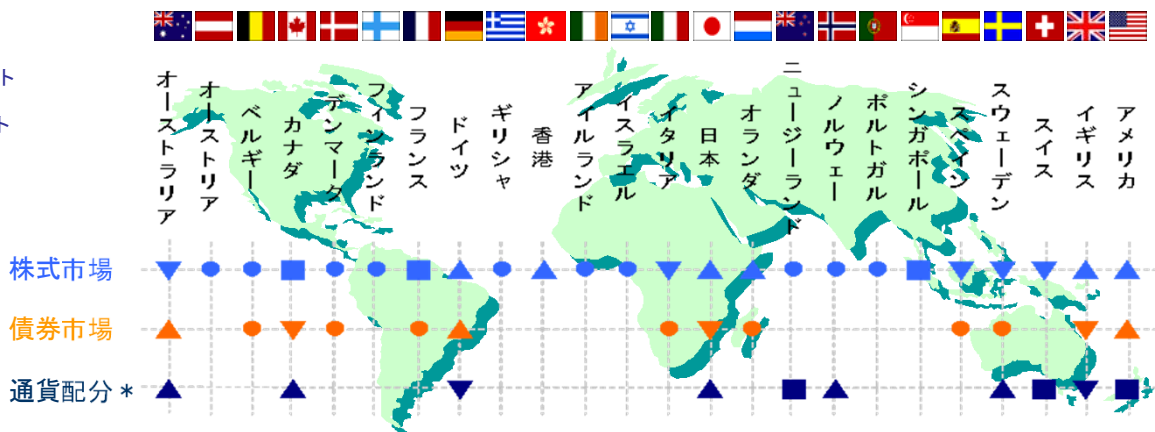 ト
ト
オーストラリア
オーストリア
ベルギー
カナダ
デンマーク
フィンランド
フランス
ドイツ
ギリシャ
香港
アイルランド
イスラエル
イタリア
日本
オランダ
ニュージーランド
ノルウェー
ポルトガル
シンガポール
スペイン
スウェーデン
スイス
イギリス
アメリカ
株式市場
債券市場
通貨配分*